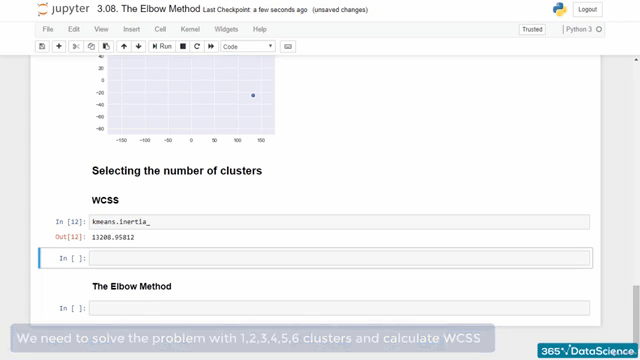 jupyter 3.08. The Elbow Method Last Checkpoint: a few seconds ago (unsaved changes)
Logout
File Edit View Insert Cell Kernel Widgets Help
Trusted
Python 3
Run
Code
40
20
0
−20
−40
−60
−80
−150 −100 −50 0 50 100 150
Selecting the number of clusters
WCSS
In [12]: kmeans.inertia_
Out[12]: 13208.95812
In [ ]:
The Elbow Method
In [ ]:
We need to solve the problem with 1,2,3,4,5,6 clusters and calculate WCSS
365 DataScience